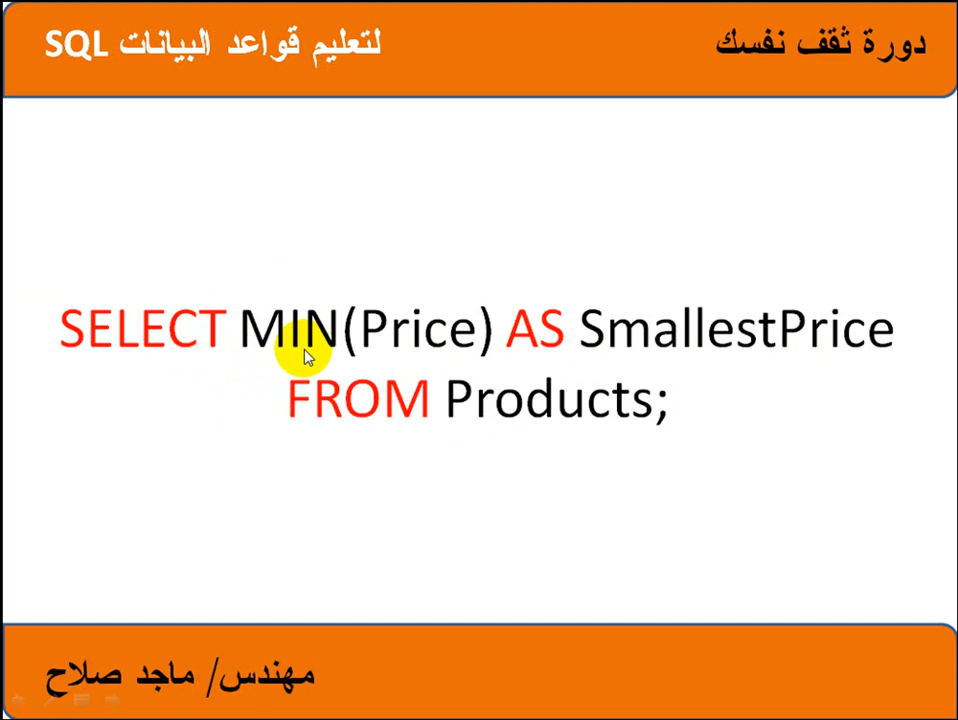 دورة ثقف نفسك
لتعليم قواعد البيانات SQL
SELECT MIN(Price) AS SmallestPrice
FROM Products;
مهندس/ ماجد صلاح